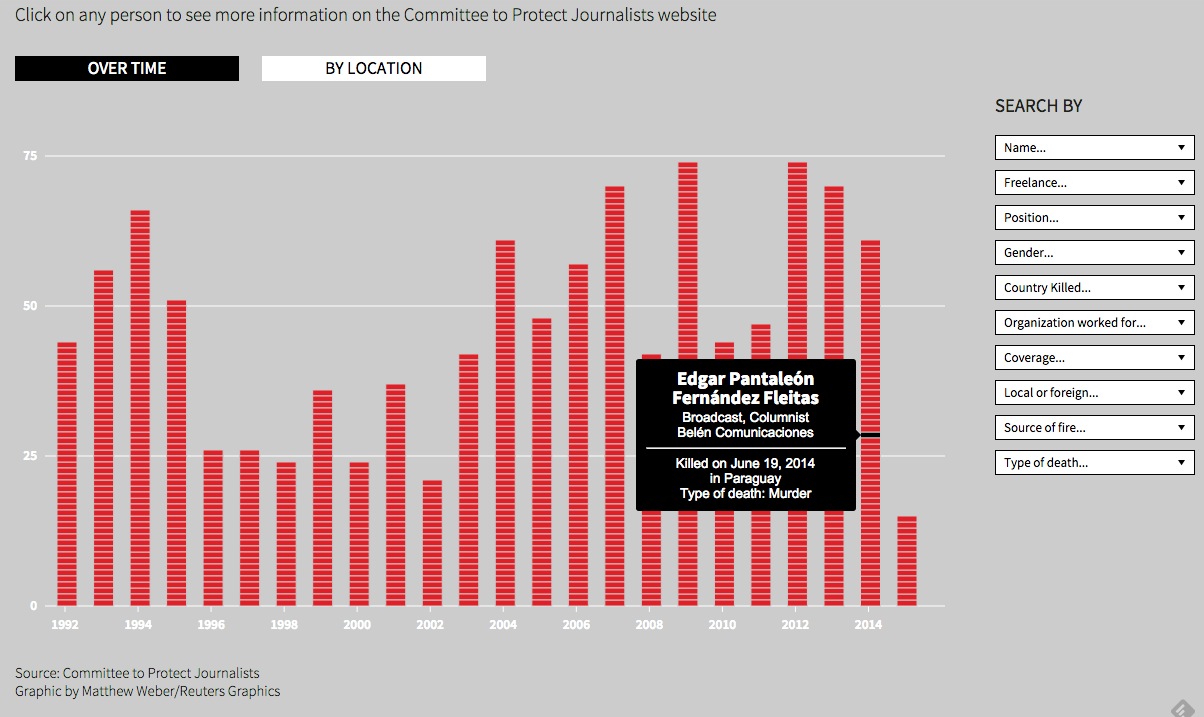 Click on any person to see more information on the Committee to Protect Journalists website
OVER TIME
BY LOCATION
SEARCH BY
Name...
Freelance...
Position...
Gender...
Country Killed...
Organization worked for...
Coverage...
Local or foreign...
Source of fire...
Type of death...
75
50
25
0
Edgar Pantaleón
Fernández Fleitas
Broadcast, Columnist
Belén Comunicaciones
Killed on June 19, 2014
in Paraguay
Type of death: Murder
1992 1994 1996 1998 2000 2002 2004 2006 2008 2010 2012 2014
Source: Committee to Protect Journalists
Graphic by Matthew Weber/Reuters Graphics